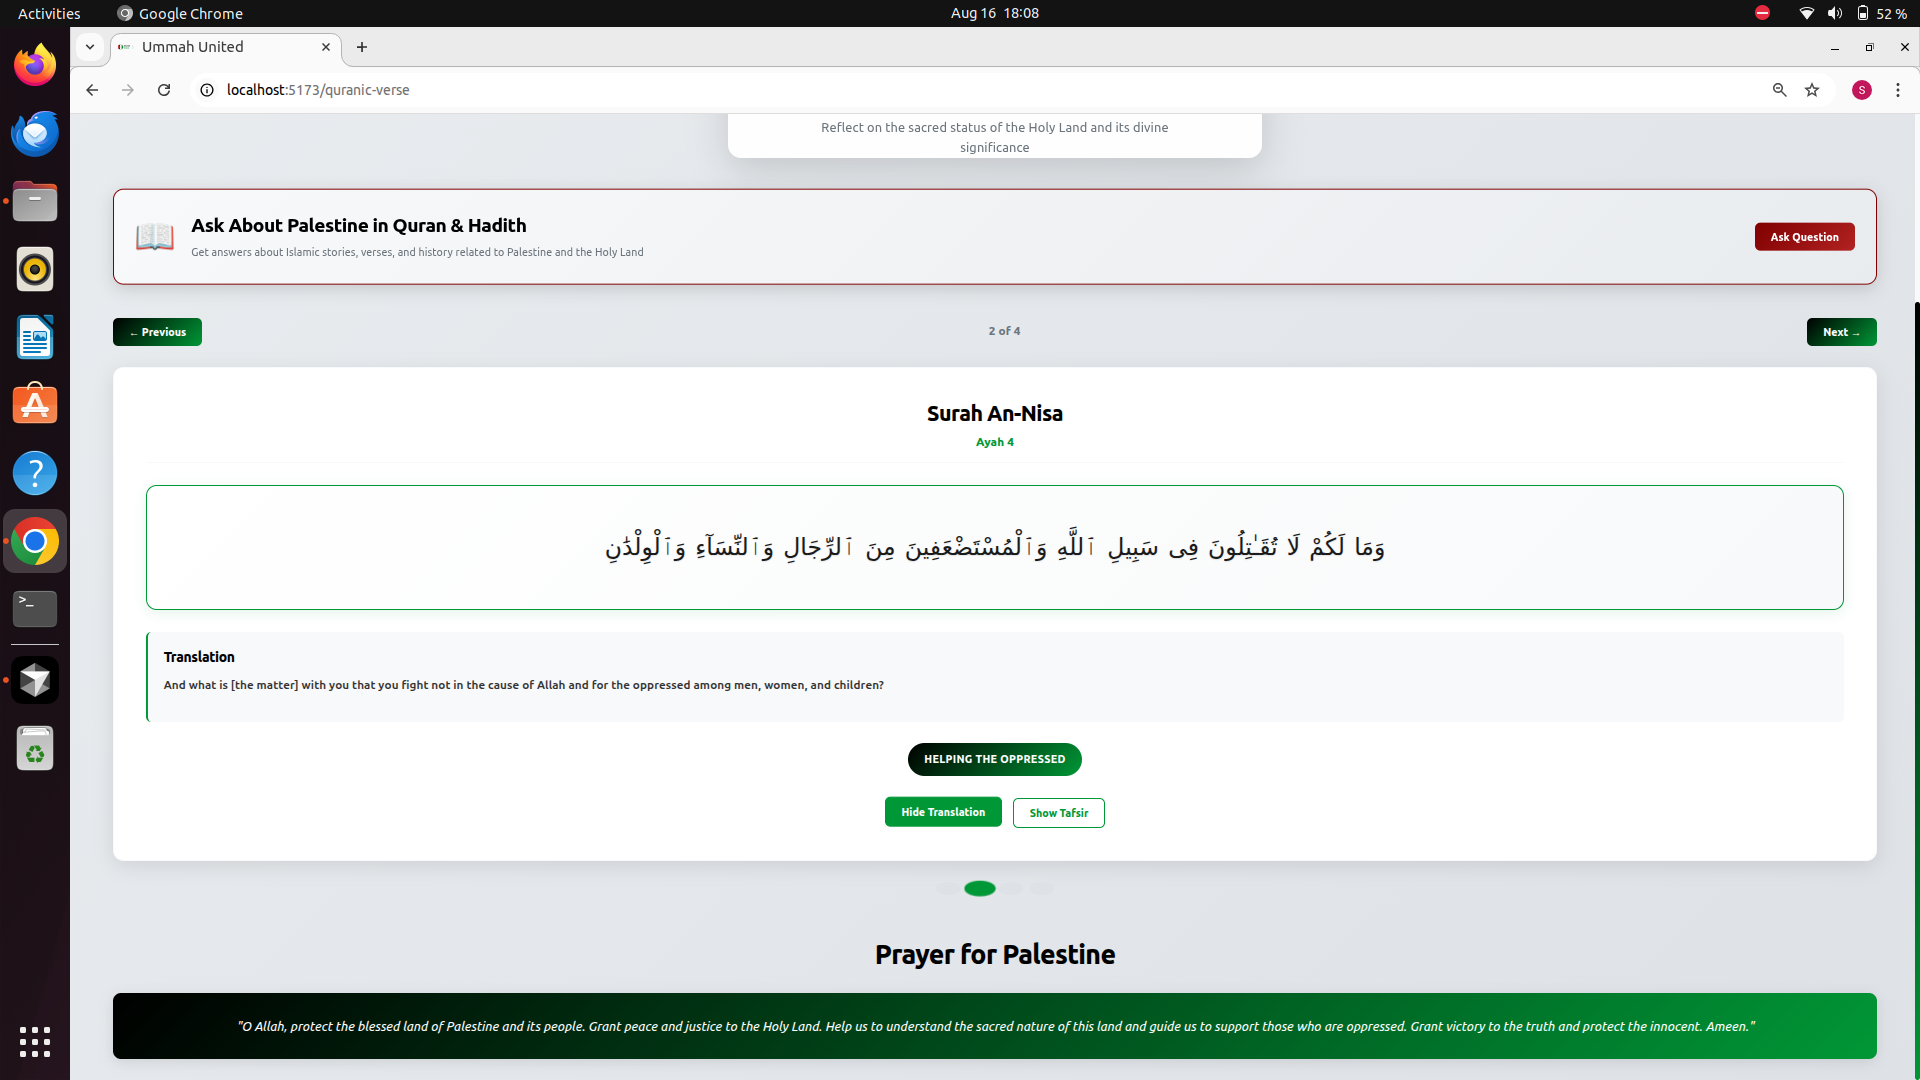 Activities
Google Chrome
Aug 16 18:08
52 %
Ummah United
localhost:5173/quranic-verse
S
Reflect on the sacred status of the Holy Land and its divine
significance
Ask About Palestine in Quran & Hadith
Get answers about Islamic stories, verses, and history related to Palestine and the Holy Land
Ask Question
← Previous
2 of 4
Next →
Surah An-Nisa
Ayah 4
وَمَا لَكُمْ لَا تُقَـٰتِلُونَ فِى سَبِيلِ ٱللَّهِ وَٱلْمُسْتَضْعَفِينَ مِنَ ٱلرِّجَالِ وَٱلنِّسَآءِ وَٱلْوِلْدَٰنِ
Translation
And what is [the matter] with you that you fight not in the cause of Allah and for the oppressed among men, women, and children?
HELPING THE OPPRESSED
Hide Translation
Show Tafsir
Prayer for Palestine
"O Allah, protect the blessed land of Palestine and its people. Grant peace and justice to the Holy Land. Help us to understand the sacred nature of this land and guide us to support those who are oppressed. Grant victory to the truth and protect the innocent. Ameen."